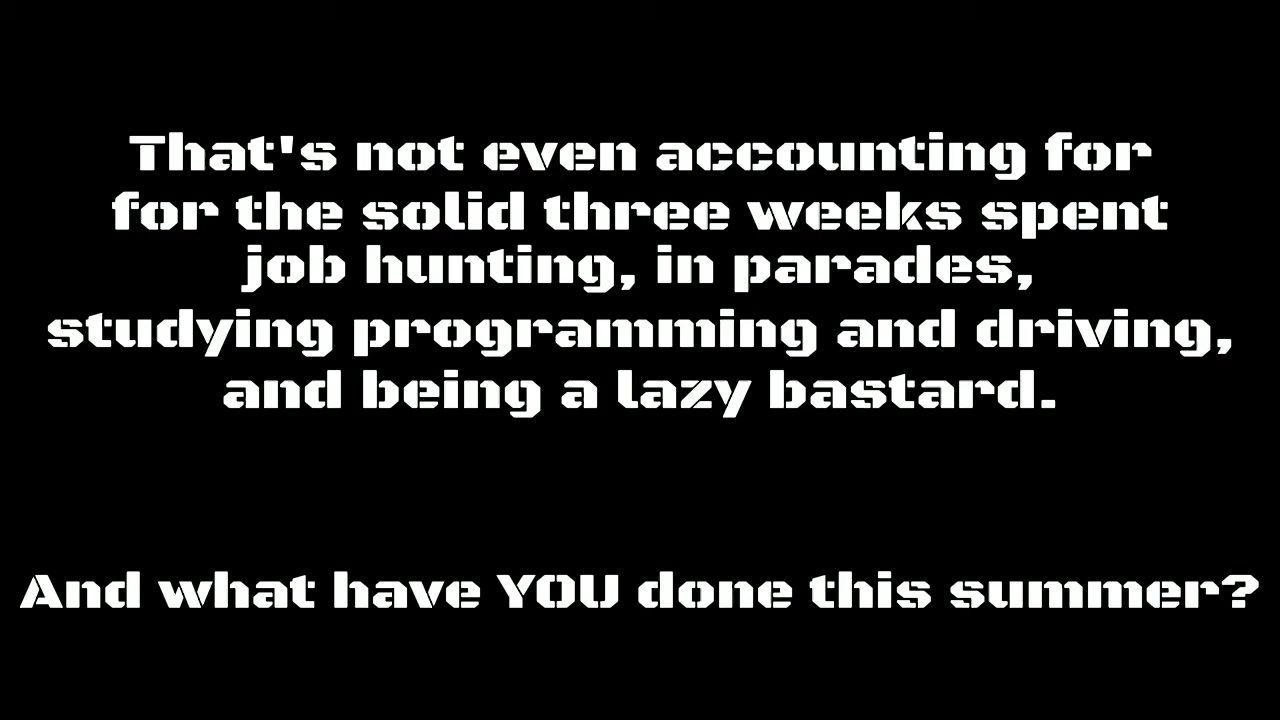 That's not even accounting for
for the solid three weeks spent
job hunting, in parades,
studying programming and driving,
and being a lazy bastard.
And what have YOU done this summer?